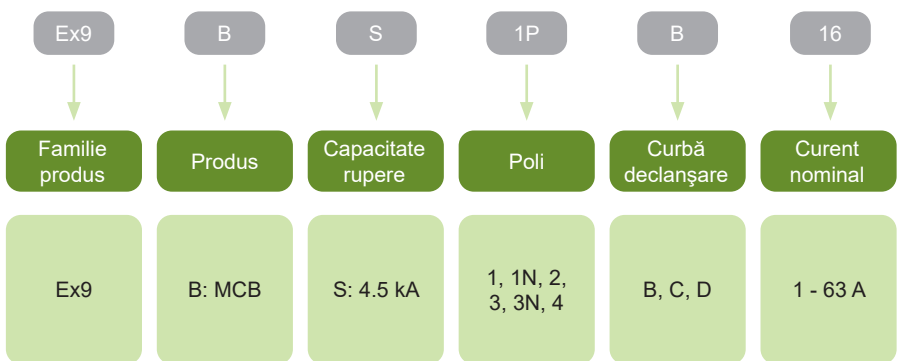 Ex9 B S 1P B 16
Familie produs
Produs
Capacitate rupere
Poli
Curbă declanşare
Curent nominal
Ex9
B: MCB
S: 4.5 kA
1, 1N, 2,
3, 3N, 4
B, C, D
1 - 63 A